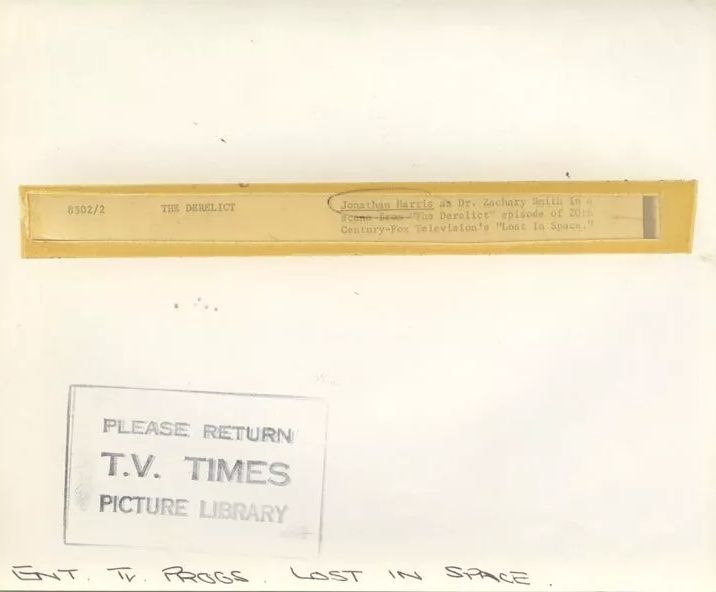 8502/2 THE DERELICT Jonathan Harris as Dr. Zachary Smith in a
scene from "The Derelict" episode of 20th
Century-Fox Television's "Lost in Space."
PLEASE RETURN
T.V. TIMES
PICTURE LIBRARY
ENT. TV. PROGS. LOST IN SPACE.